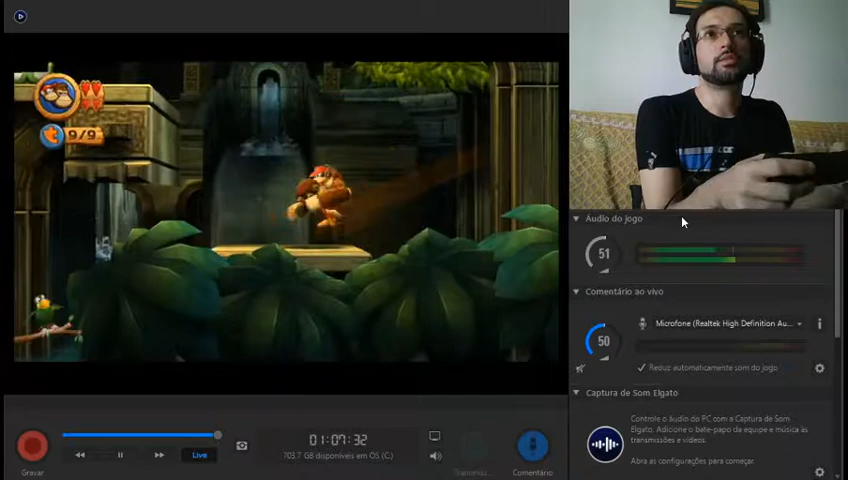 9/9
Áudio do jogo
51
Comentário ao vivo
Microfone (Realtek High Definition Au...
50
Reduz automaticamente som do jogo
Captura de Som Elgato
Controle o áudio do PC com a Captura de Som
Elgato. Adicione o bate-papo da equipe e música às
transmissões e vídeos.
Abra as configurações para começar.
Live
01:07:32
703.7 GB disponíveis em OS (C:)
Gravar
Transmitir...
Comentário